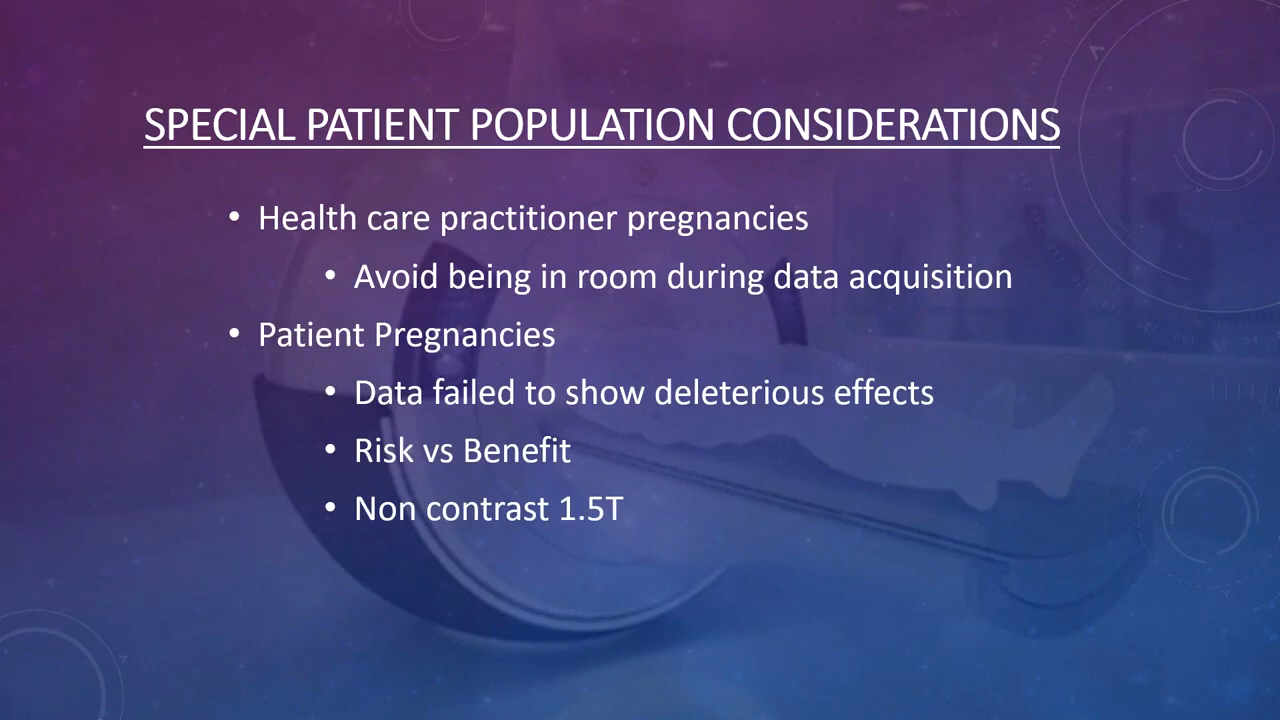 SPECIAL PATIENT POPULATION CONSIDERATIONS
• Health care practitioner pregnancies
• Avoid being in room during data acquisition
• Patient Pregnancies
• Data failed to show deleterious effects
• Risk vs Benefit
• Non contrast 1.5T